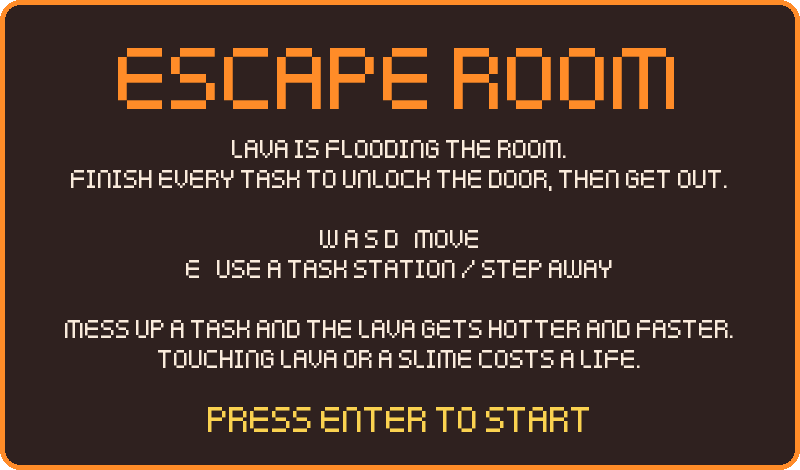 ESCAPE ROOM
LAVA IS FLOODING THE ROOM.
FINISH EVERY TASK TO UNLOCK THE DOOR, THEN GET OUT.
W A S D MOVE
E USE A TASK STATION / STEP AWAY
MESS UP A TASK AND THE LAVA GETS HOTTER AND FASTER.
TOUCHING LAVA OR A SLIME COSTS A LIFE.
PRESS ENTER TO START